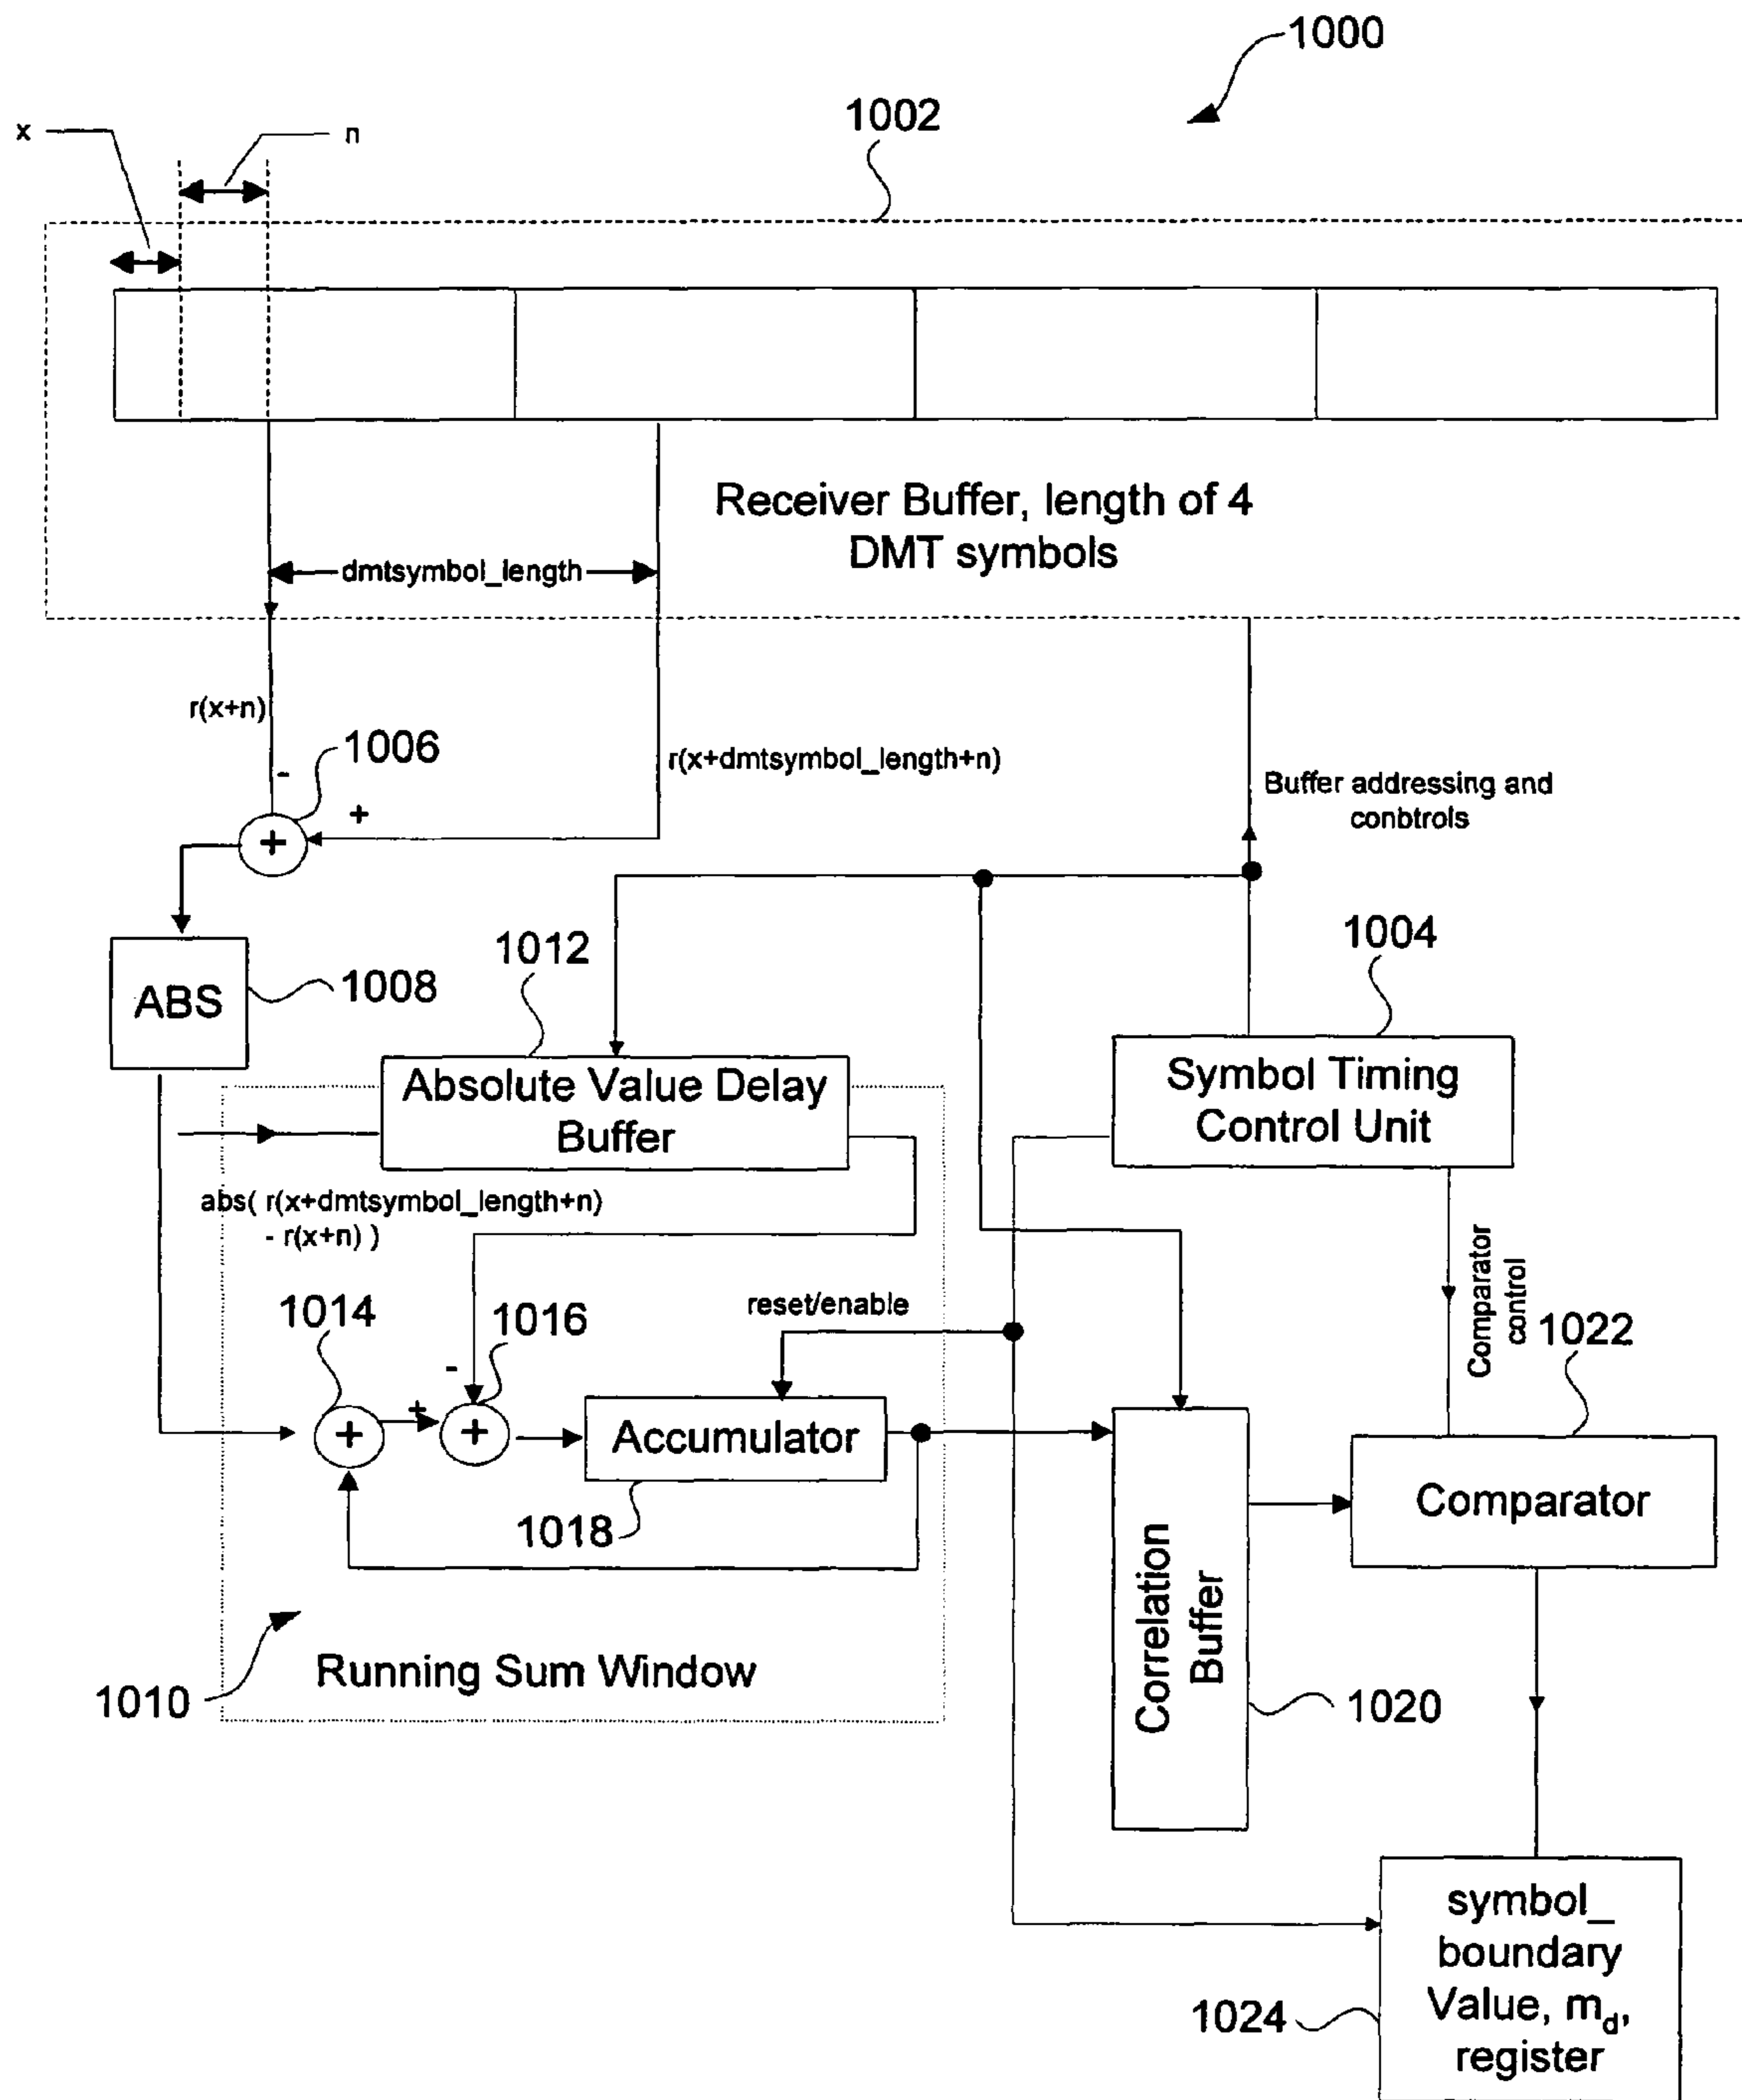 1000
1002
x
n
Receiver Buffer, length of 4
DMT symbols
dmtsymbol_length
r(x+n)
1006
-
+
r(x+dmtsymbol_length+n)
+
Buffer addressing and
conbtrols
1004
1012
ABS
1008
Absolute Value Delay
Buffer
Symbol Timing
Control Unit
abs( r(x+dmtsymbol_length+n)
- r(x+n) )
Comparator
control
reset/enable
1014
1016
1022
-
+
+
+
Accumulator
1018
Comparator
Correlation
Buffer
1020
Running Sum Window
1010
symbol_
boundary
Value, md,
register
1024